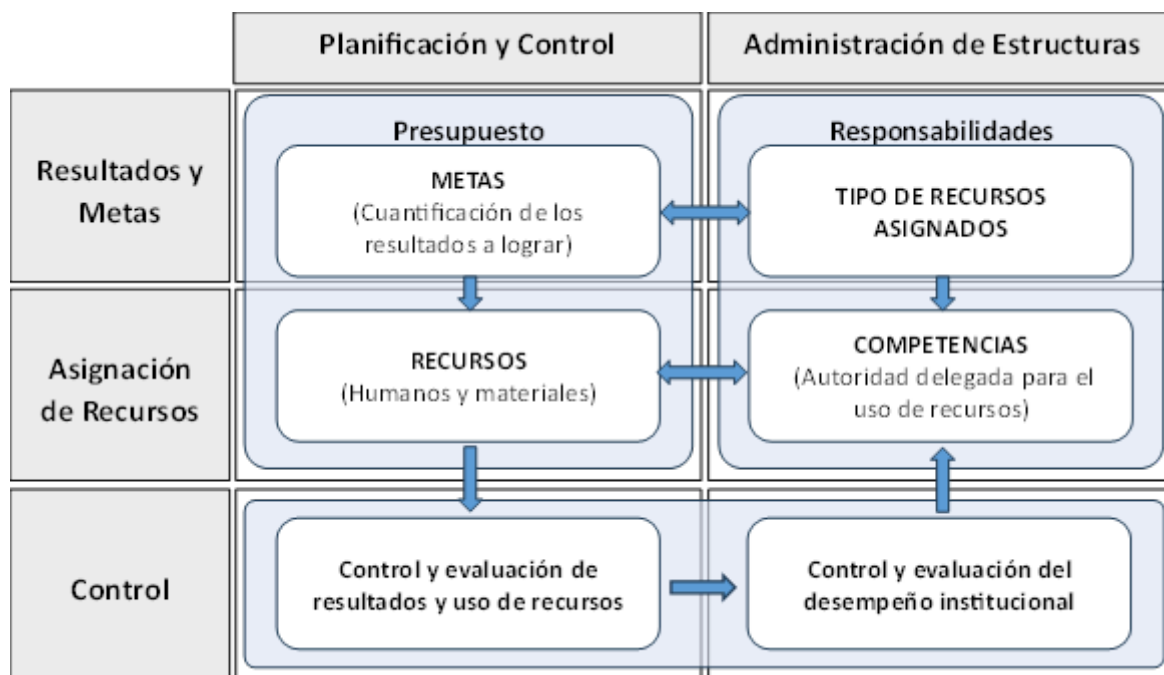 Planificación y Control
Administración de Estructuras
Resultados y
Metas
Presupuesto
METAS
(Cuantificación de los
resultados a lograr)
Responsabilidades
TIPO DE RECURSOS
ASIGNADOS
Asignación
de Recursos
RECURSOS
(Humanos y materiales)
COMPETENCIAS
(Autoridad delegada para el
uso de recursos)
Control
Control y evaluación de
resultados y uso de recursos
Control y evaluación del
desempeño institucional